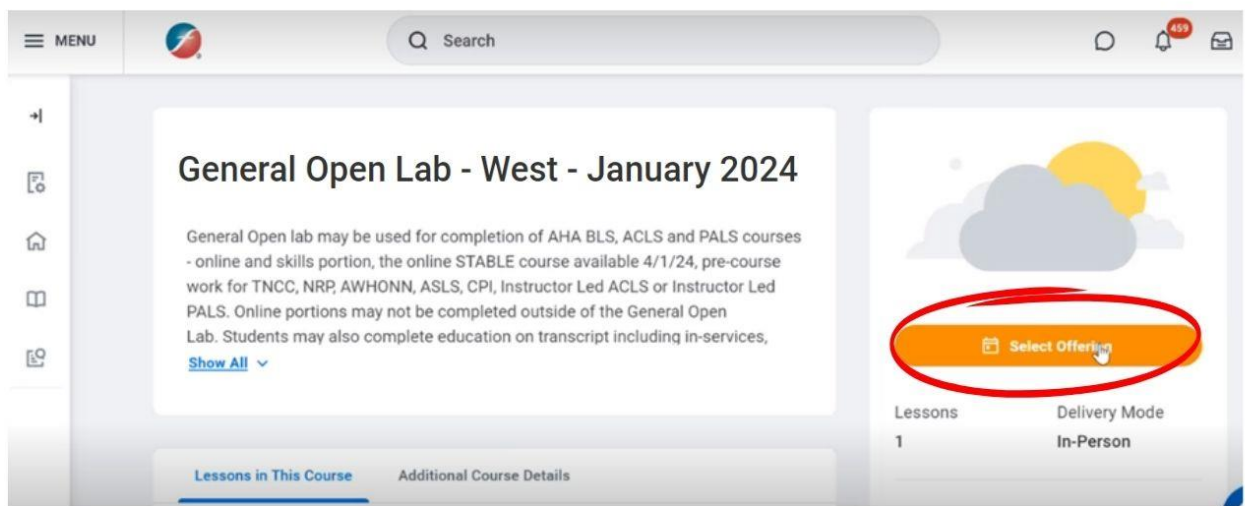 MENU
Search
459
General Open Lab - West - January 2024
General Open lab may be used for completion of AHA BLS, ACLS and PALS courses
- online and skills portion, the online STABLE course available 4/1/24, pre-course
work for TNCC, NRP, AWHONN, ASLS, CPI, Instructor Led ACLS or Instructor Led
PALS. Online portions may not be completed outside of the General Open
Lab. Students may also complete education on transcript including in-services,
Show All
Select Offering
Lessons
Delivery Mode
1
In-Person
Lessons in This Course
Additional Course Details